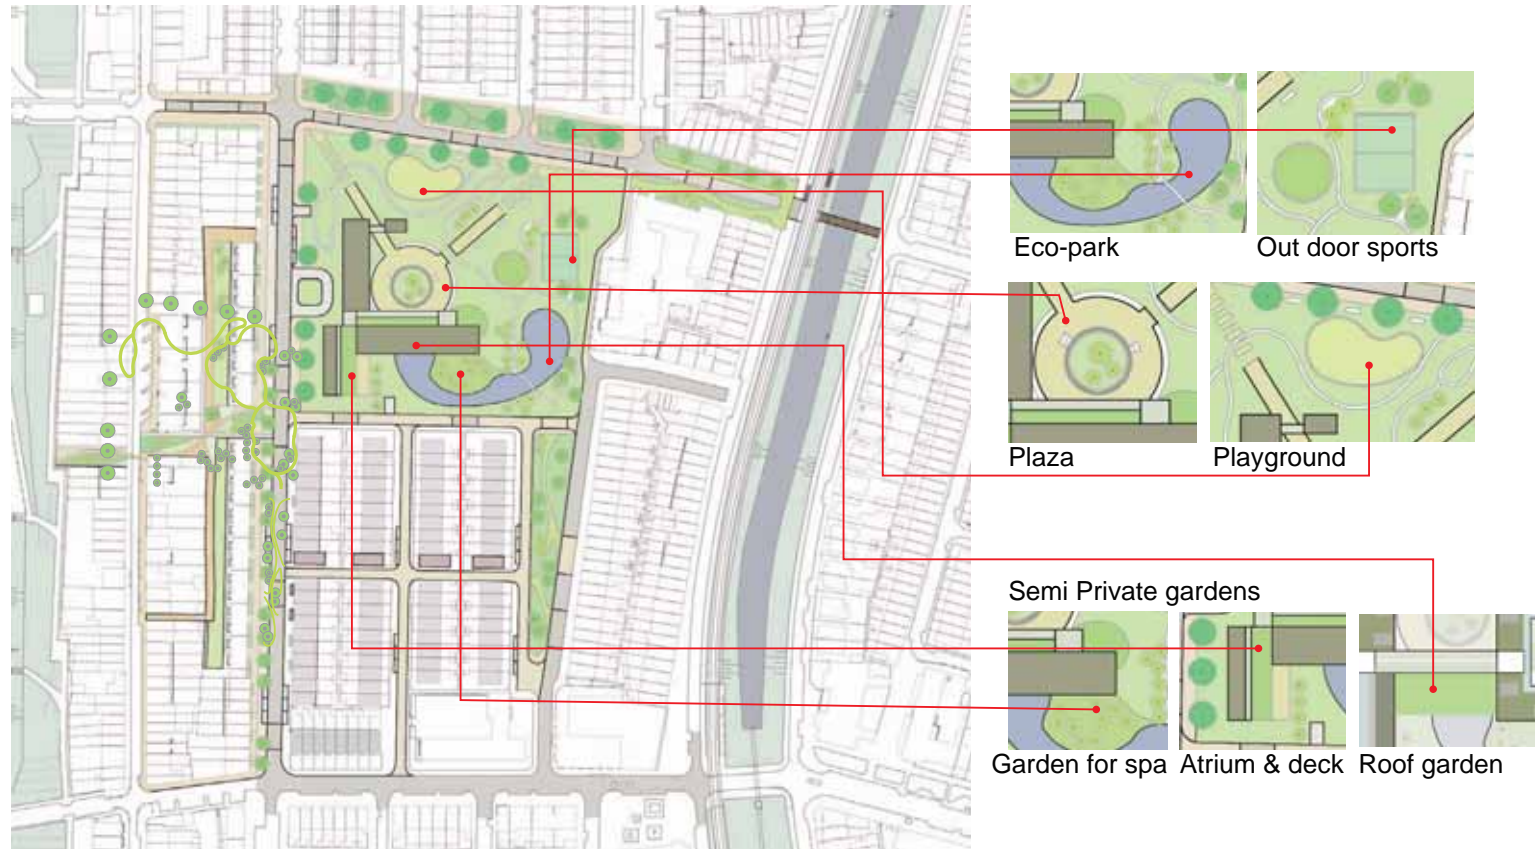 Eco-park
Out door sports
Plaza
Playground
Semi Private gardens
Garden for spa
Atrium & deck
Roof garden